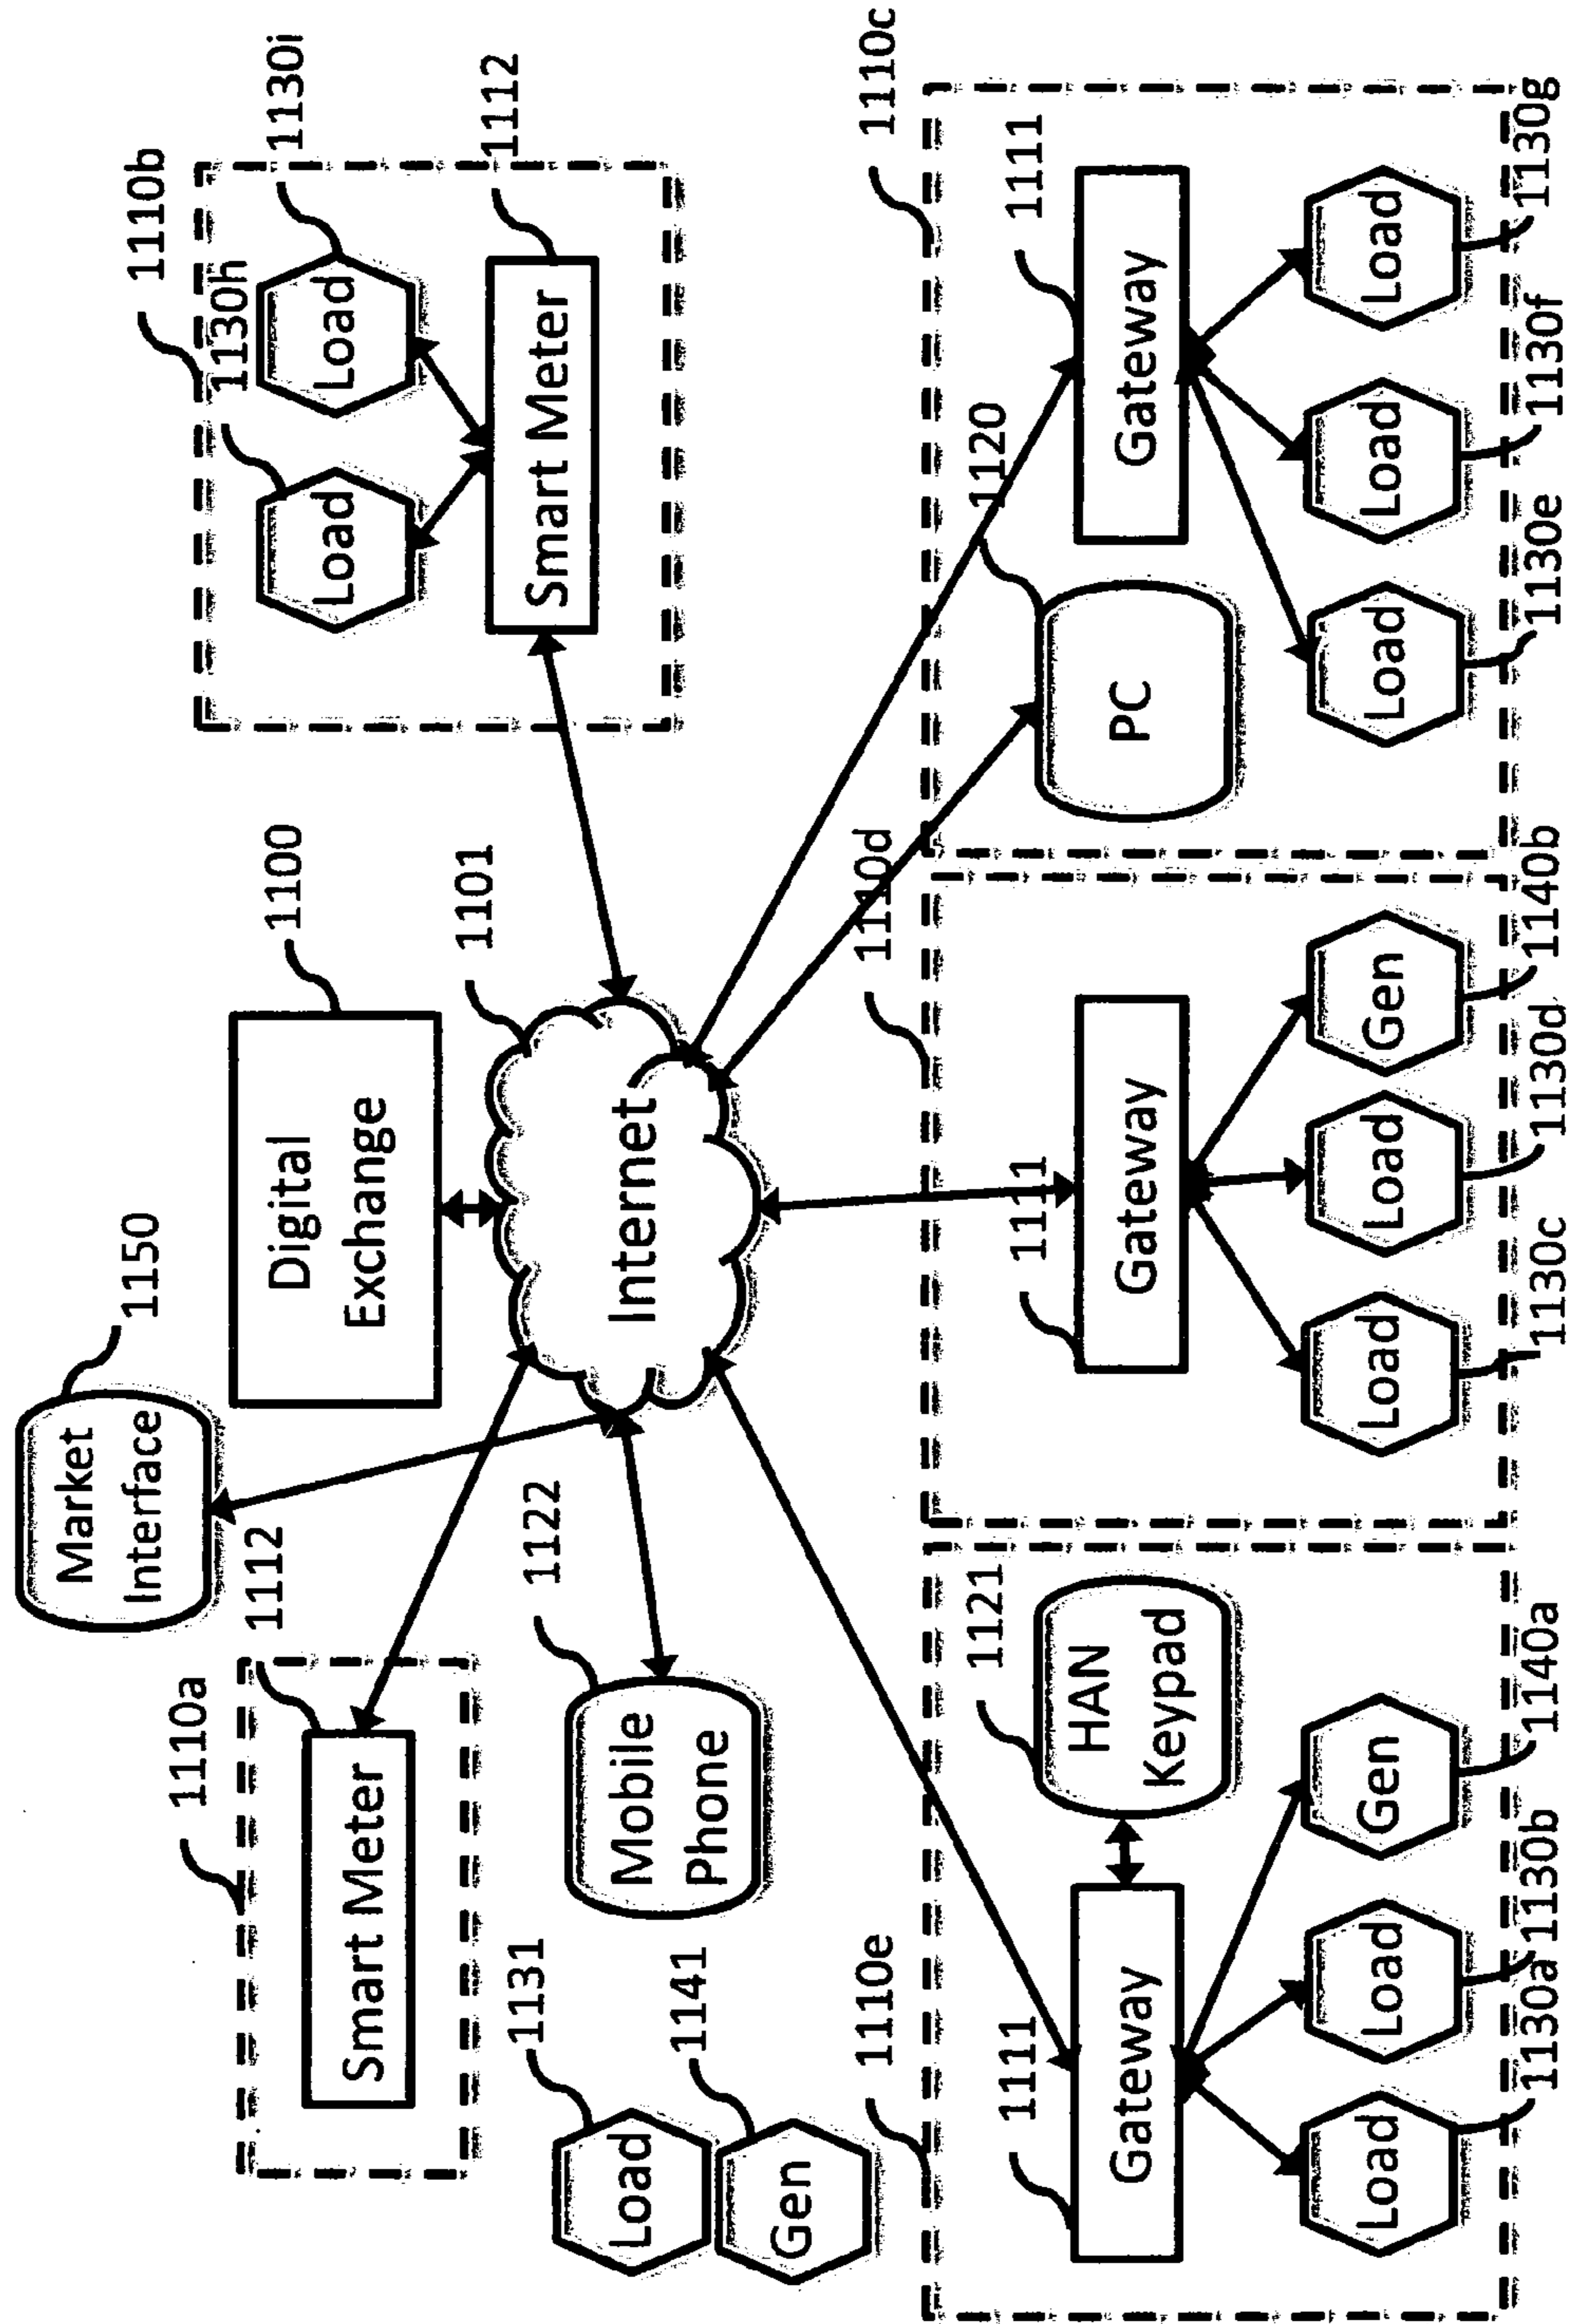 Market
Interface
1150
Digital
Exchange
1100
1110b
1130h
1130i
Load
Load
Smart Meter
1112
1110a
1112
Smart Meter
Internet
1101
Mobile
Phone
1122
Load
1131
Gen
1141
1110e
1111
Gateway
HAN
Keypad
1121
Load
Load
Gen
1130a
1130b
1140a
1110d
1111
Gateway
Load
Load
Gen
1130c
1130d
1140b
1110c
PC
1120
Gateway
1111
Load
Load
Load
1130e
1130f
1130g